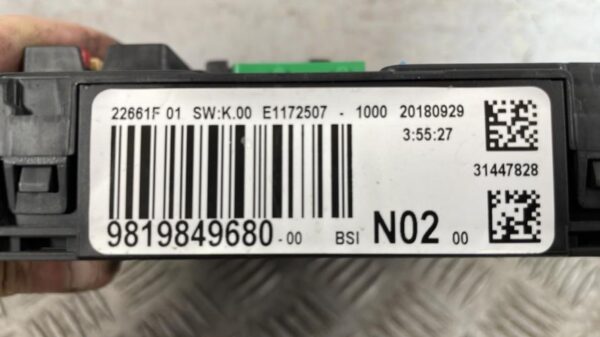 22661F 01 SW:K.00 E1172507 - 1000 20180929
3:55:27
31447828
9819849680-00 BSI N02 00